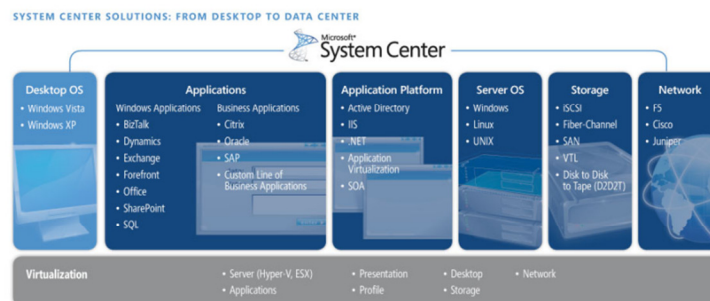 SYSTEM CENTER SOLUTIONS: FROM DESKTOP TO DATA CENTER
Microsoft®
System Center
Desktop OS
• Windows Vista
• Windows XP
Applications
Windows Applications
• BizTalk
• Dynamics
• Exchange
• Forefront
• Office
• SharePoint
• SQL
Business Applications
• Citrix
• Oracle
• SAP
• Custom Line of
Business Applications
Application Platform
• Active Directory
• IIS
• .NET
• Application
Virtualization
• SOA
Server OS
• Windows
• Linux
• UNIX
Storage
• iSCSI
• Fiber-Channel
• SAN
• VTL
• Disk to Disk
to Tape (D2D2T)
Network
• F5
• Cisco
• Juniper
Virtualization
• Server (Hyper-V, ESX)
• Applications
• Presentation
• Profile
• Desktop
• Storage
• Network